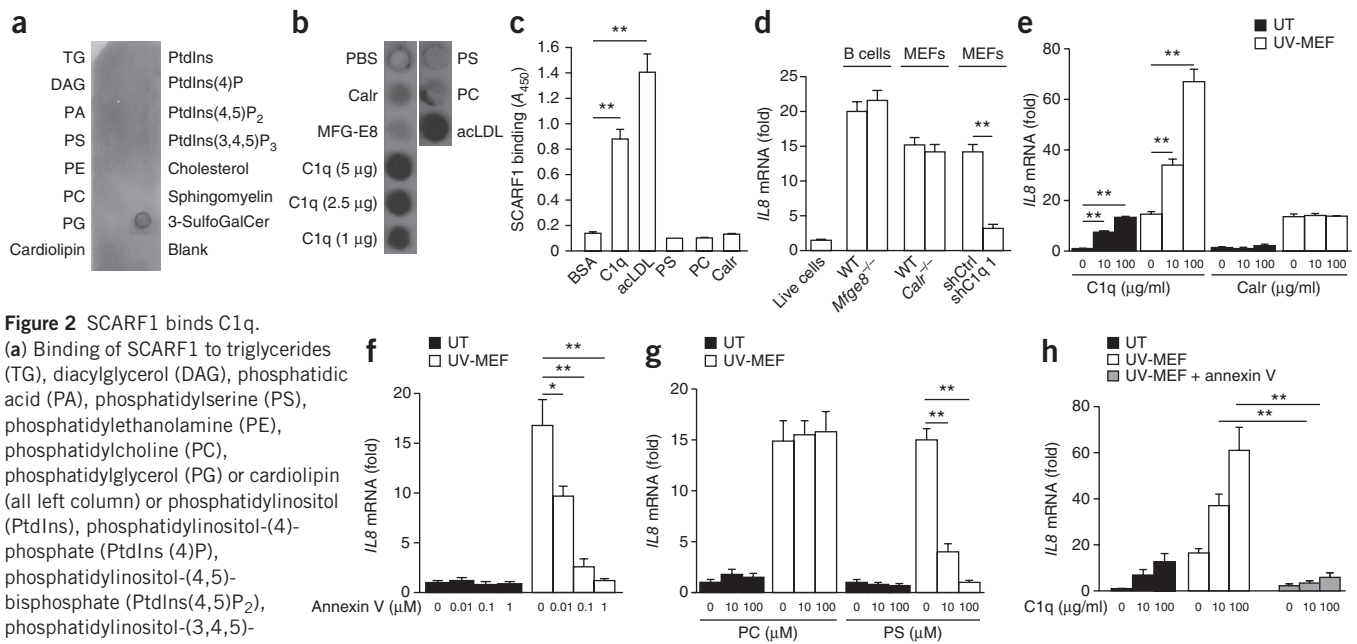 a
TG
DAG
PA
PS
PE
PC
PG
Cardiolipin
PtdIns
PtdIns(4)P
PtdIns(4,5)P2
PtdIns(3,4,5)P3
Cholesterol
Sphingomyelin
3-SulfoGalCer
Blank
b
PBS
Calr
MFG-E8
C1q (5 µg)
C1q (2.5 µg)
C1q (1 µg)
PS
PC
acLDL
c
SCARF1 binding (A450)
1.6
1.4
1.2
1.0
0.8
0.6
0.4
0.2
0
**
**
BSA
C1q
acLDL
PS
PC
Calr
d
B cells
MEFs
MEFs
IL8 mRNA (fold)
25
20
15
10
5
0
**
Live cells
WT
Mfge8−/−
WT
Calr−/−
shCtrl
shC1q 1
e
UT
UV-MEF
IL8 mRNA (fold)
80
60
40
20
0
**
**
**
**
0 10 100 0 10 100 0 10 100 0 10 100
C1q (µg/ml)
Calr (µg/ml)
Figure 2 SCARF1 binds C1q.
(a) Binding of SCARF1 to triglycerides
(TG), diacylglycerol (DAG), phosphatidic
acid (PA), phosphatidylserine (PS),
phosphatidylethanolamine (PE),
phosphatidylcholine (PC),
phosphatidylglycerol (PG) or cardiolipin
(all left column) or phosphatidylinositol
(PtdIns), phosphatidylinositol-(4)-
phosphate (PtdIns (4)P),
phosphatidylinositol-(4,5)-
bisphosphate (PtdIns(4,5)P2),
phosphatidylinositol-(3,4,5)-
f
UT
UV-MEF
IL8 mRNA (fold)
20
15
10
5
0
**
**
*
Annexin V (µM) 0 0.01 0.1 1 0 0.01 0.1 1
g
UT
UV-MEF
IL8 mRNA (fold)
20
15
10
5
0
**
**
0 10 100 0 10 100 0 10 100 0 10 100
PC (µM)
PS (µM)
h
UT
UV-MEF
UV-MEF + annexin V
IL8 mRNA (fold)
80
60
40
20
0
**
**
C1q (µg/ml) 0 10 100 0 10 100 0 10 100